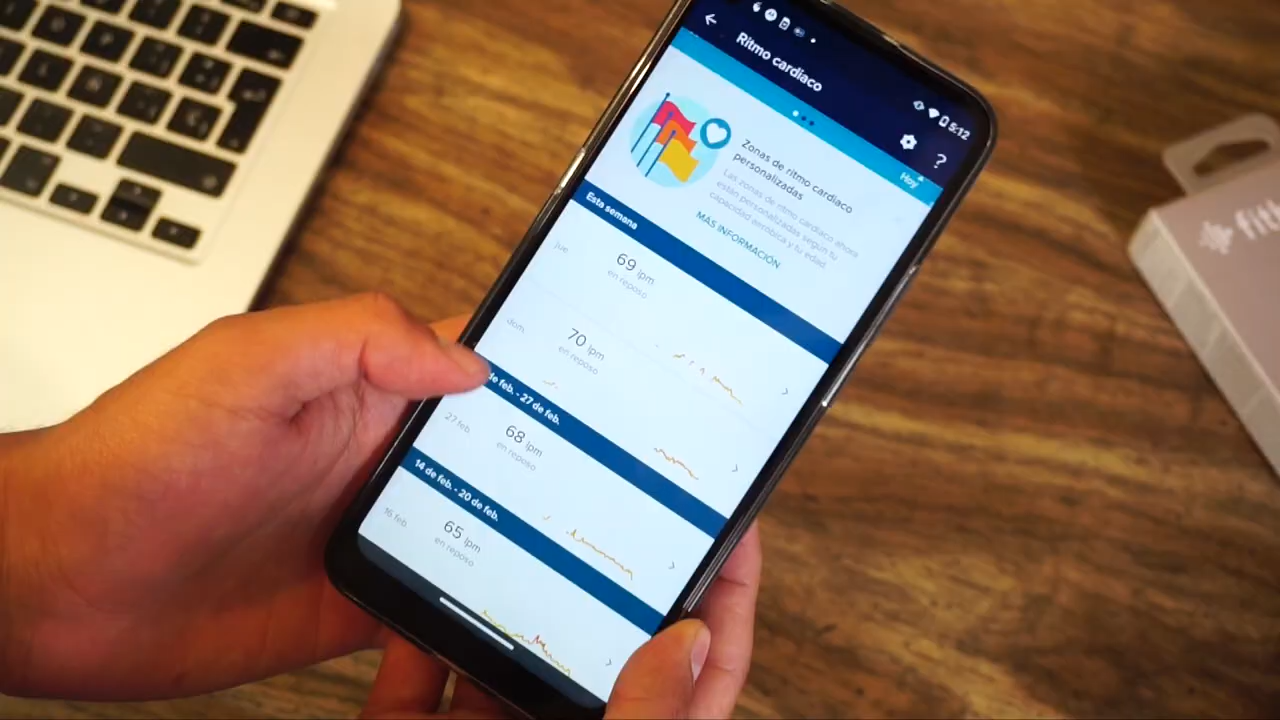 5:12
Ritmo cardiaco
Hoy
Zonas de ritmo cardiaco
personalizadas
Las zonas de ritmo cardiaco ahora
están personalizadas según tu
capacidad aeróbica y tu edad.
MÁS INFORMACIÓN
Esta semana
jue
69 lpm
en reposo
dom
70 lpm
en reposo
de feb. - 27 de feb.
27 feb.
68 lpm
en reposo
14 de feb. - 20 de feb.
16 feb.
65 lpm
en reposo